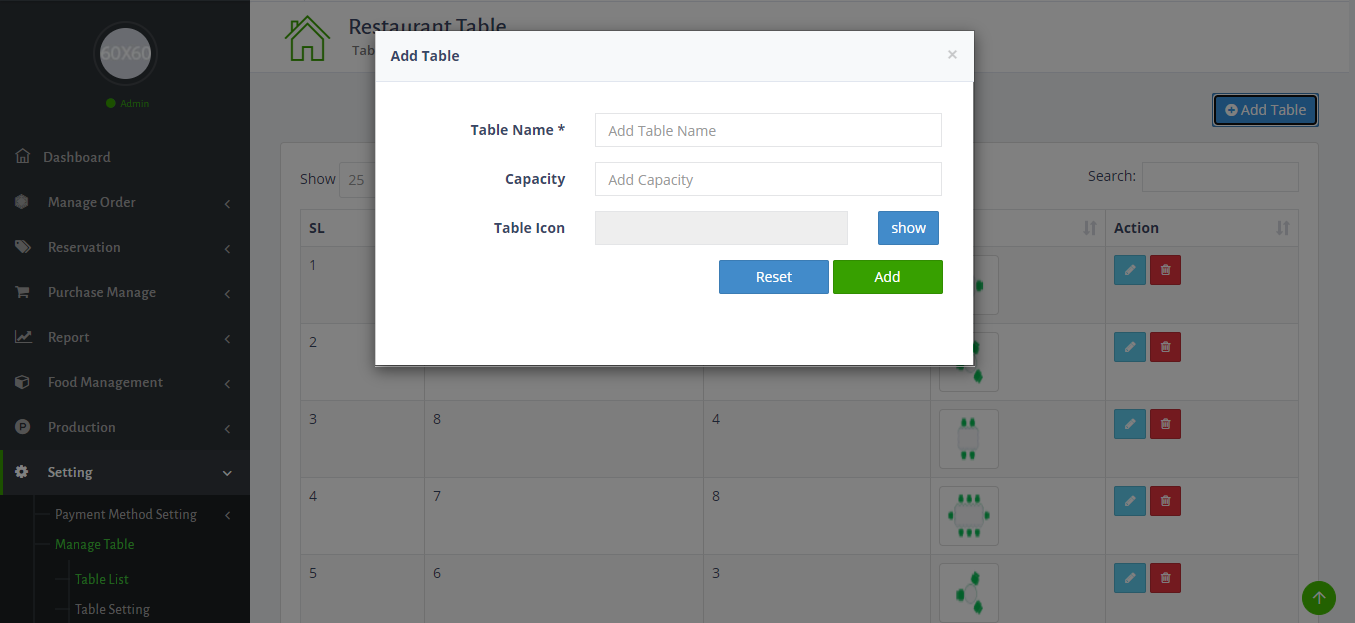 60X60
Admin
Dashboard
Manage Order
Reservation
Purchase Manage
Report
Food Management
P Production
Setting
Payment Method Setting
Manage Table
Table List
Table Setting
Restaurant Table
Tab
Add Table
Add Table ×
Table Name * Add Table Name
Capacity Add Capacity
Table Icon show
Reset Add
Show 25 Search:
SL Action
1
2
3 8 4
4 7 8
5 6 3